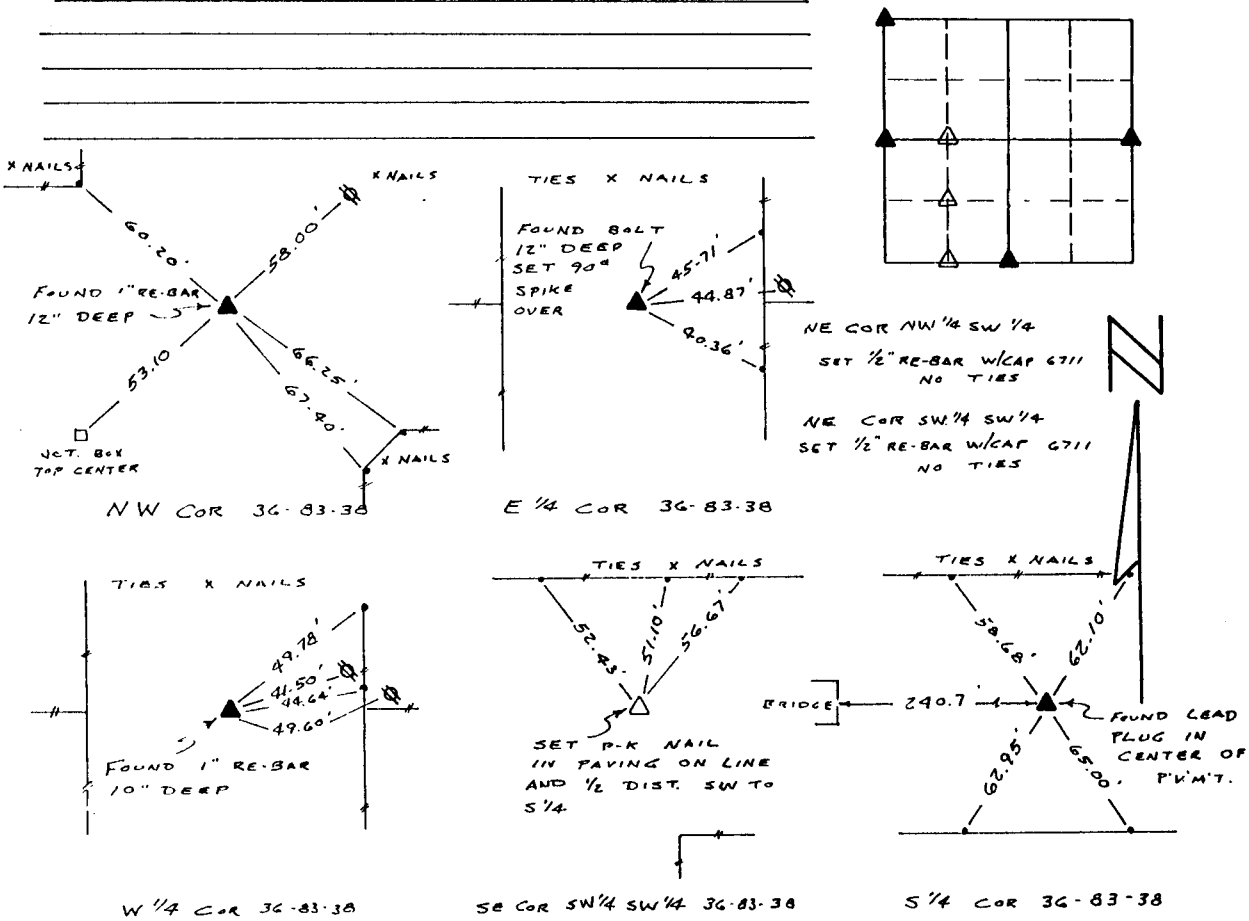 X NAILS
X NAILS
60.20'
58.00'
FOUND 1" RE-BAR
12" DEEP
53.10
66.25'
67.40'
JCT. BOX
TOP CENTER
X NAILS
NW COR 36-83-38
TIES X NAILS
FOUND BOLT
12" DEEP
SET 90d
SPIKE
OVER
45.71'
44.87'
40.36'
E 1/4 COR 36-83-38
NE COR NW 1/4 SW 1/4
SET 1/2" RE-BAR W/CAP 6711
NO TIES
NE COR SW 1/4 SW 1/4
SET 1/2" RE-BAR W/CAP 6711
NO TIES
N
TIES X NAILS
49.78'
41.50'
44.64'
49.60'
FOUND 1" RE-BAR
10" DEEP
W 1/4 COR 36-83-38
TIES X NAILS
52.43'
51.10'
56.67'
SET P-K NAIL
IN PAVING ON LINE
AND 1/2 DIST. SW TO
S 1/4
SE COR SW 1/4 SW 1/4 36-83-38
TIES X NAILS
58.68'
62.10'
BRIDGE
240.7'
FOUND LEAD
PLUG IN
CENTER OF
P'V'M'T.
62.65'
65.00'
S 1/4 COR 36-83-38